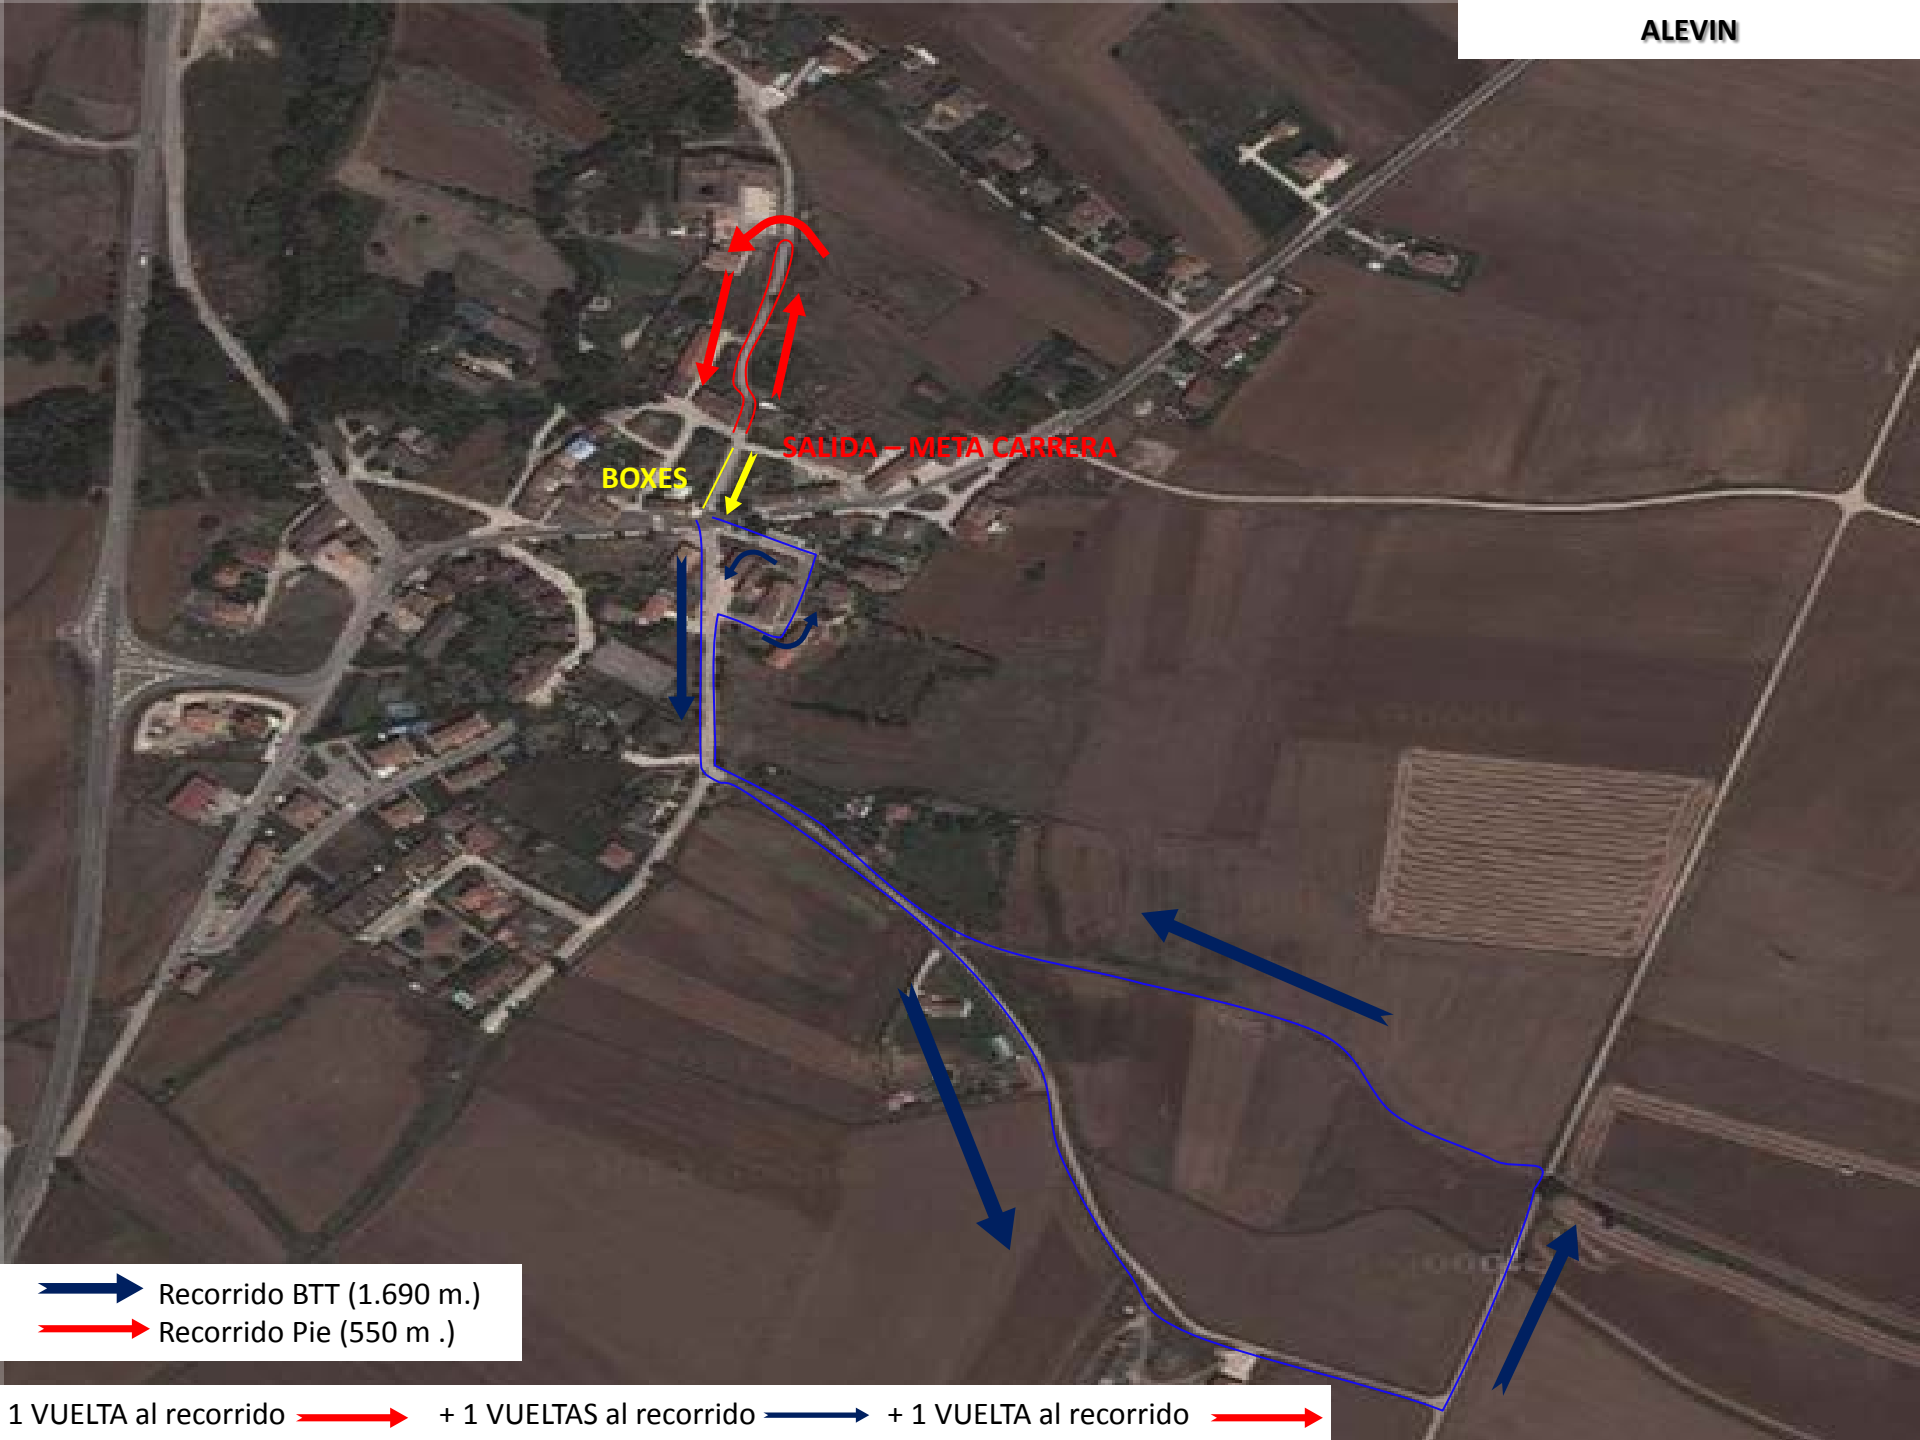 ALEVIN
SALIDA – META CARRERA
BOXES
Recorrido BTT (1.690 m.)
Recorrido Pie (550 m .)
1 VUELTA al recorrido + 1 VUELTAS al recorrido + 1 VUELTA al recorrido